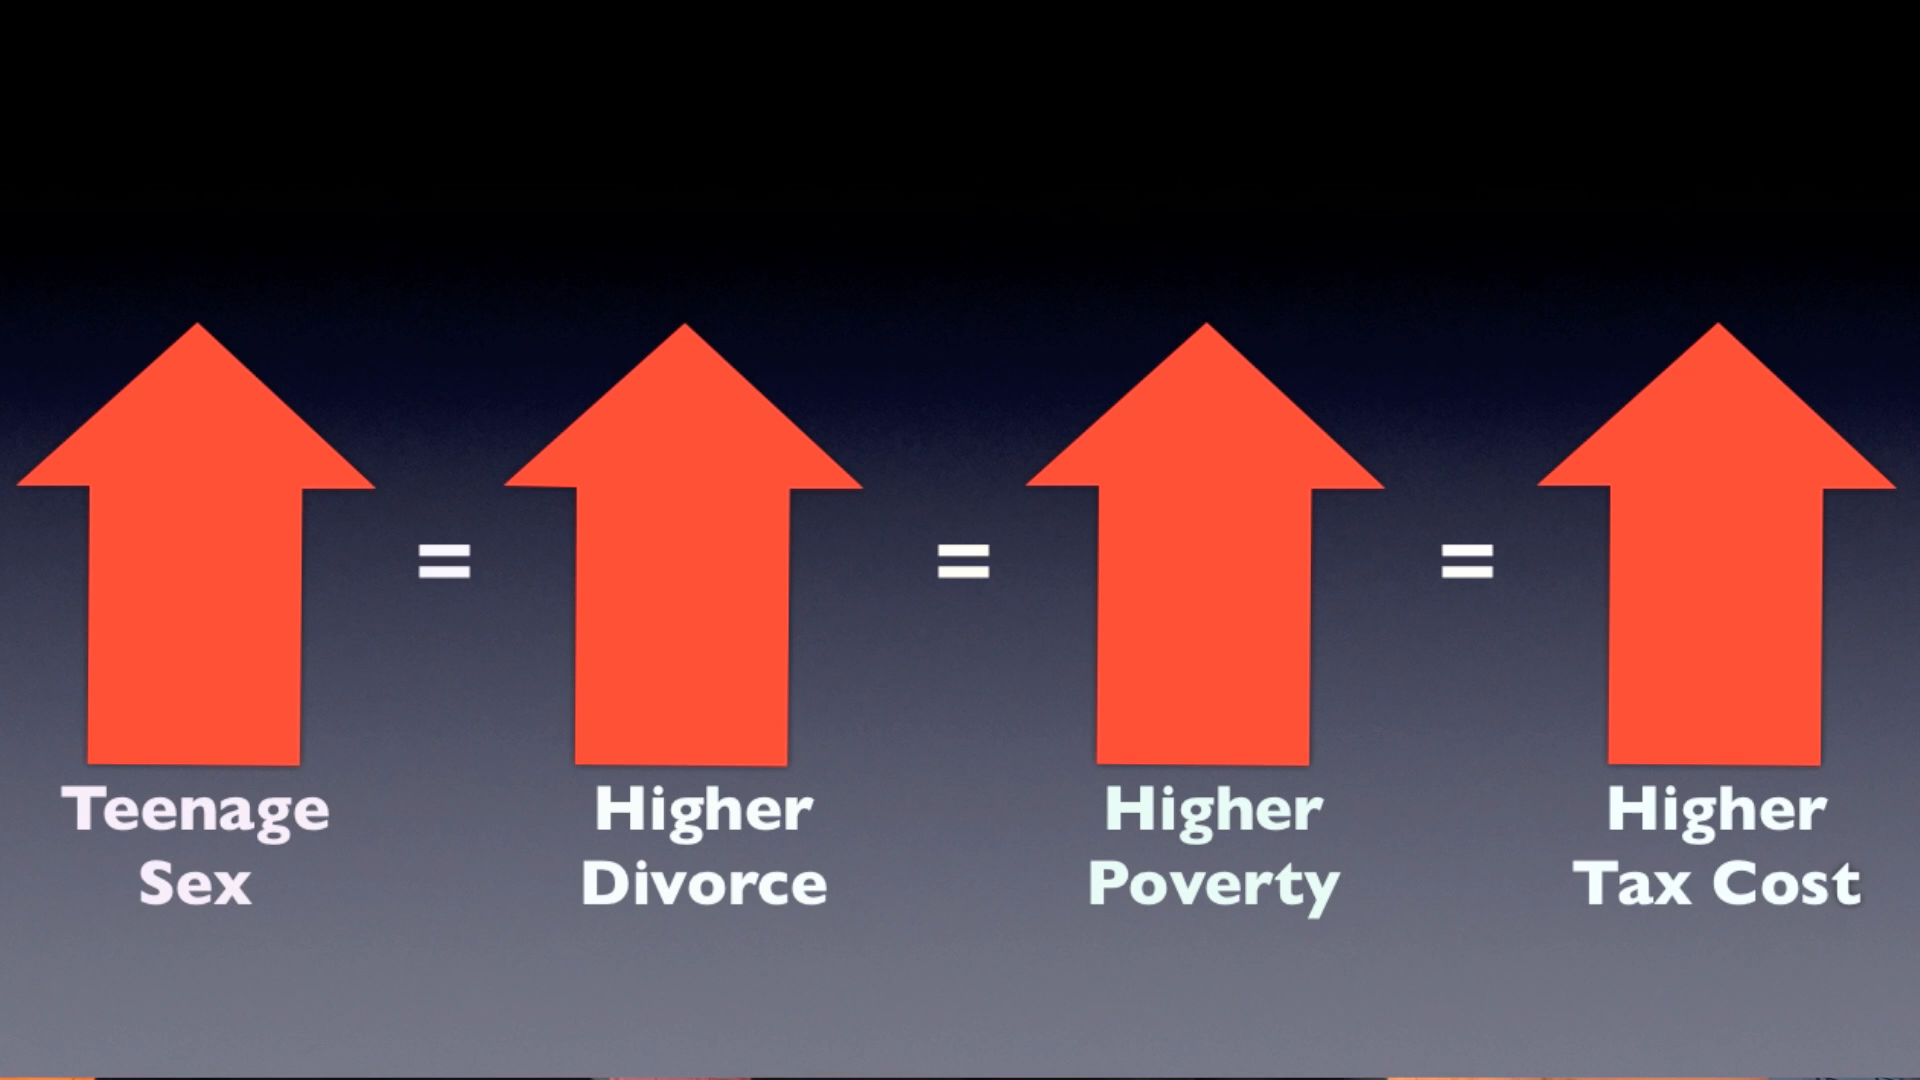 = = =
Teenage Higher Higher Higher
Sex Divorce Poverty Tax Cost